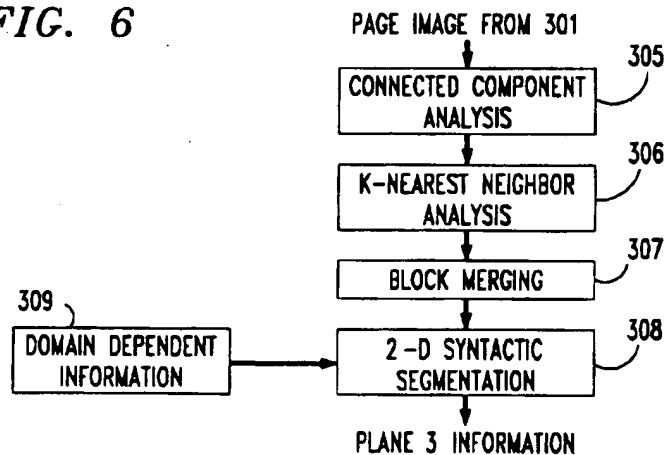 FIG. 6
PAGE IMAGE FROM 301
305
CONNECTED COMPONENT
ANALYSIS
306
K-NEAREST NEIGHBOR
ANALYSIS
307
BLOCK MERGING
309
308
DOMAIN DEPENDENT
INFORMATION
2-D SYNTACTIC
SEGMENTATION
PLANE 3 INFORMATION